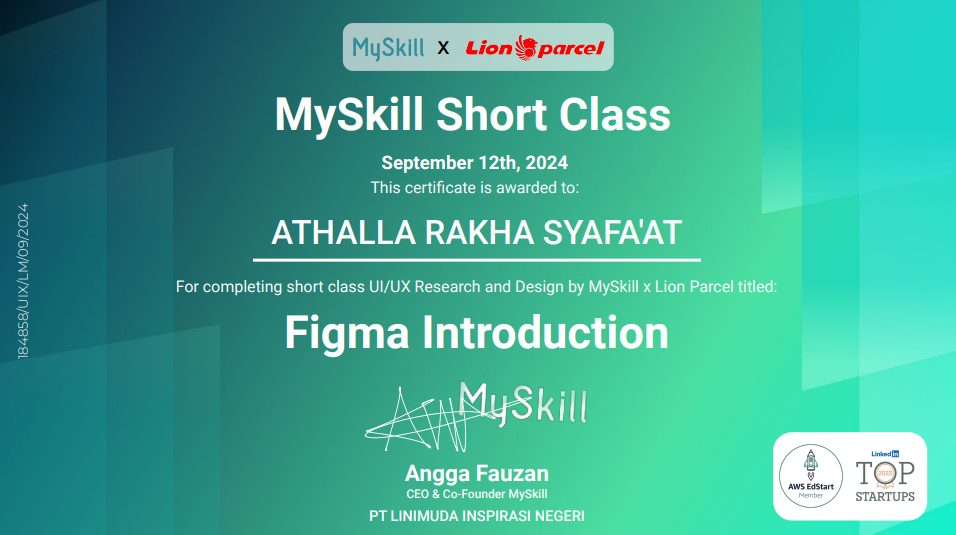 MySkill X Lion parcel
MySkill Short Class
September 12th, 2024
This certificate is awarded to:
ATHALLA RAKHA SYAFA'AT
For completing short class UI/UX Research and Design by MySkill x Lion Parcel titled:
Figma Introduction
MySkill
Angga Fauzan
CEO & Co-Founder MySkill
PT LINIMUDA INSPIRASI NEGERI
184858/UIX/LM/09/2024
AWS EdStart
Member
LinkedIn
TOP
2023
STARTUPS